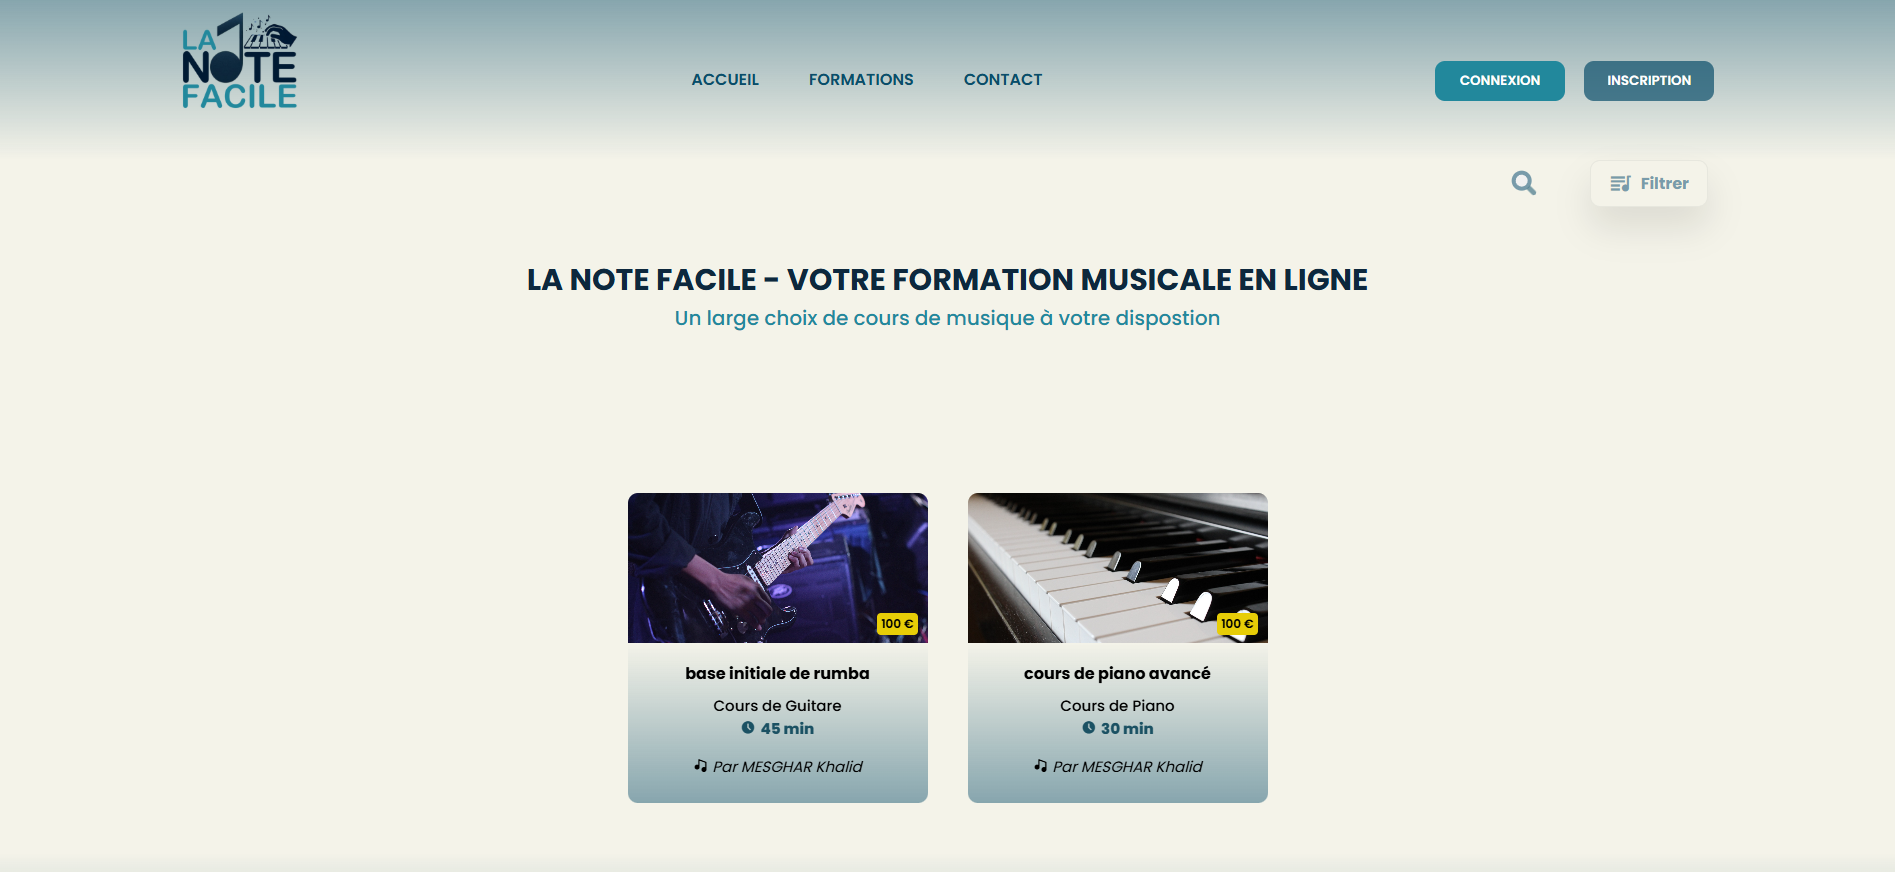 LA
NOTE
FACILE
ACCUEIL FORMATIONS CONTACT
CONNEXION INSCRIPTION
Filtrer
LA NOTE FACILE - VOTRE FORMATION MUSICALE EN LIGNE
Un large choix de cours de musique à votre dispostion
100 €
base initiale de rumba
Cours de Guitare
45 min
Par MESGHAR Khalid
100 €
cours de piano avancé
Cours de Piano
30 min
Par MESGHAR Khalid